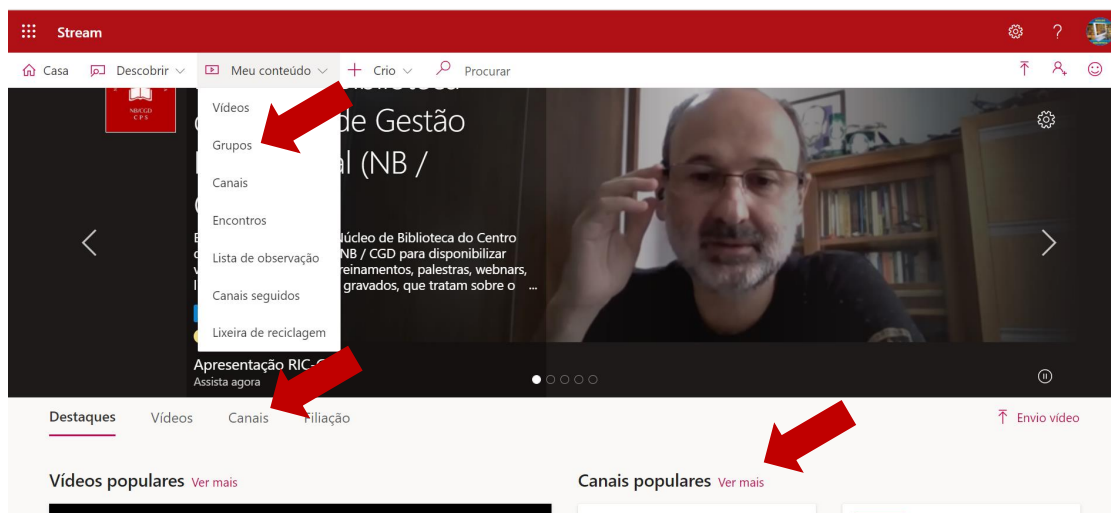 Stream
Casa Descobrir Meu conteúdo Crio Procurar
NB/CGD
CPS
Vídeos
Grupos
Canais
Encontros
Lista de observação
Canais seguidos
Lixeira de reciclagem
de Gestão
(NB /
Núcleo de Biblioteca do Centro
NB / CGD para disponibilizar
treinamentos, palestras, webnars,
gravados, que tratam sobre o ...
Apresentação RIC-C
Assista agora
Destaques Vídeos Canais Filiação Envio vídeo
Vídeos populares Ver mais Canais populares Ver mais